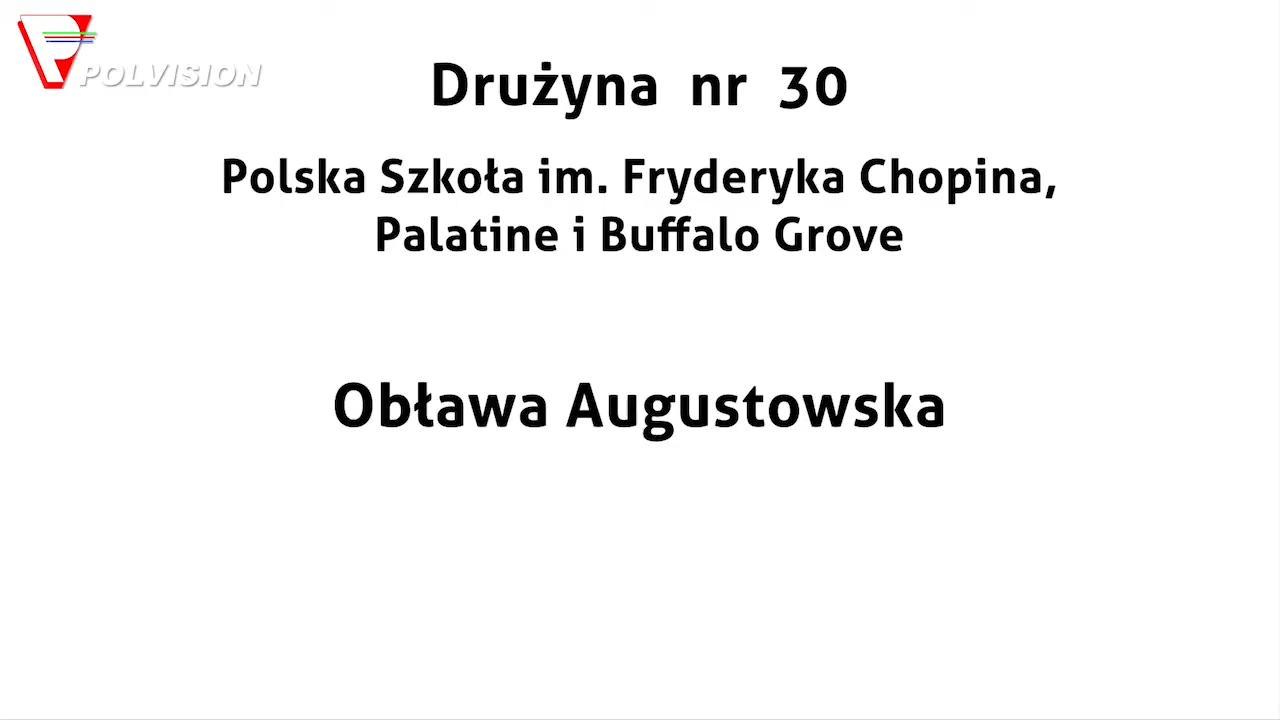 POLVISION
Drużyna nr 30
Polska Szkoła im. Fryderyka Chopina,
Palatine i Buffalo Grove
Obława Augustowska